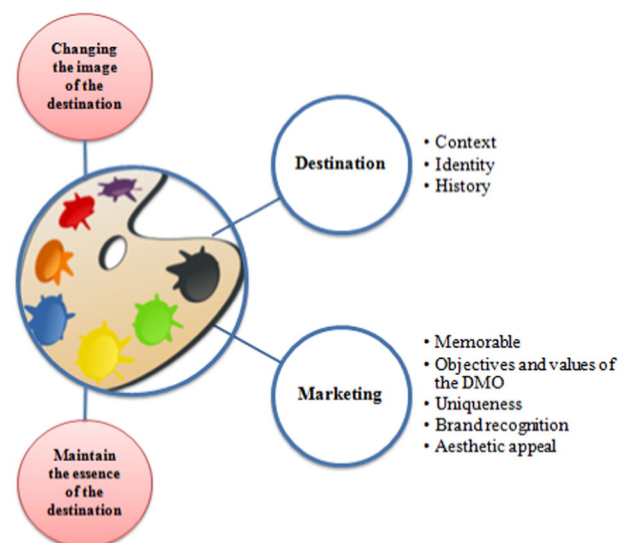 Changing
the image
of the
destination
Destination
• Context
• Identity
• History
Marketing
• Memorable
• Objectives and values of
the DMO
• Uniqueness
• Brand recognition
• Aesthetic appeal
Maintain
the essence
of the
destination